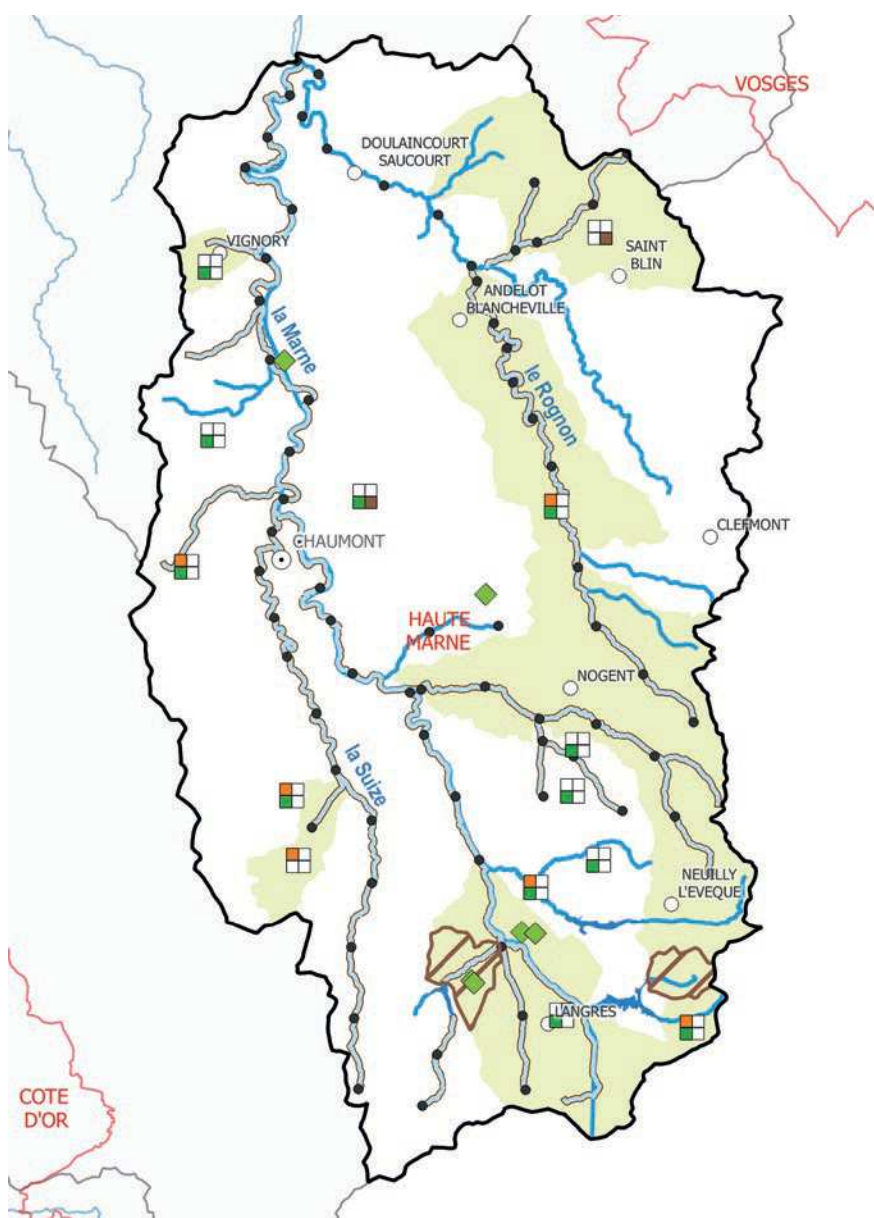 VOSGES
DOULAINCOURT
SAUCOURT
VIGNORY
SAINT
BLIN
ANDELOT
BLANCHEVILLE
la Marne
le Rognon
CLEFMONT
CHAUMONT
HAUTE
MARNE
NOGENT
la Suize
NEUILLY
L'EVEQUE
LANGRES
COTE
D'OR